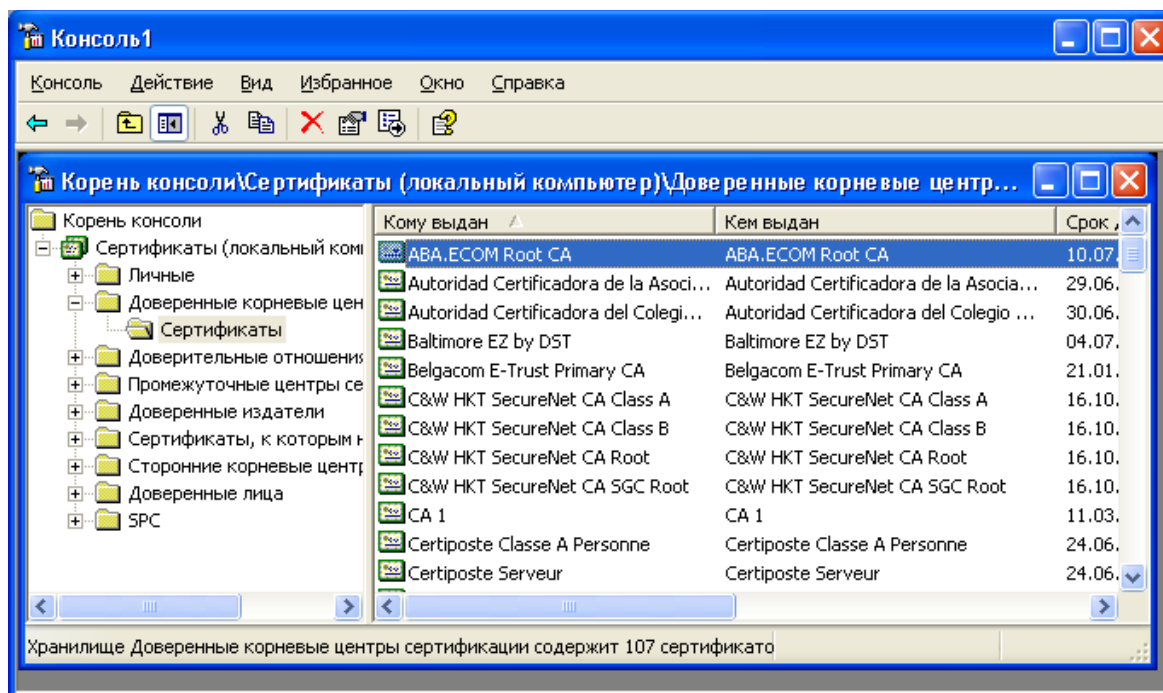 Консоль1
Консоль Действие Вид Избранное Окно Справка
Корень консоли\Сертификаты (локальный компьютер)\Доверенные корневые центр...
Корень консоли
Сертификаты (локальный ком
Личные
Доверенные корневые цен
Сертификаты
Доверительные отношения
Промежуточные центры се
Доверенные издатели
Сертификаты, к которым н
Сторонние корневые центр
Доверенные лица
SPC
Кому выдан Кем выдан Срок
ABA.ECOM Root CA ABA.ECOM Root CA 10.07.
Autoridad Certificadora de la Asoci... Autoridad Certificadora de la Asocia... 29.06.
Autoridad Certificadora del Colegi... Autoridad Certificadora del Colegio ... 30.06.
Baltimore EZ by DST Baltimore EZ by DST 04.07.
Belgacom E-Trust Primary CA Belgacom E-Trust Primary CA 21.01.
C&W HKT SecureNet CA Class A C&W HKT SecureNet CA Class A 16.10.
C&W HKT SecureNet CA Class B C&W HKT SecureNet CA Class B 16.10.
C&W HKT SecureNet CA Root C&W HKT SecureNet CA Root 16.10.
C&W HKT SecureNet CA SGC Root C&W HKT SecureNet CA SGC Root 16.10.
CA 1 CA 1 11.03.
Certiposte Classe A Personne Certiposte Classe A Personne 24.06.
Certiposte Serveur Certiposte Serveur 24.06.
Хранилище Доверенные корневые центры сертификации содержит 107 сертификато